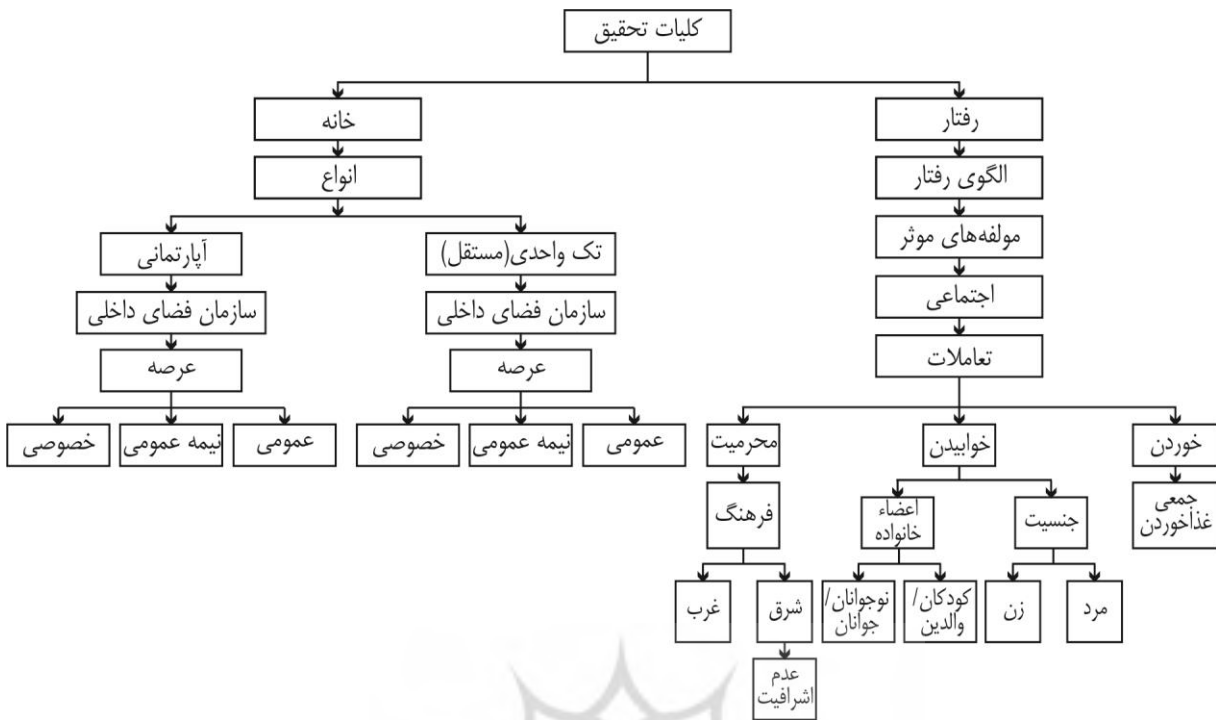 کلیات تحقیق
رفتار
خانه
الگوی رفتار
انواع
مولفه‌های موثر
تک واحدی(مستقل)
آپارتمانی
اجتماعی
سازمان فضای داخلی
سازمان فضای داخلی
تعاملات
عرصه
عرصه
خوردن
خوابیدن
محرمیت
عمومی
نیمه عمومی
خصوصی
عمومی
نیمه عمومی
خصوصی
جمعی
غذاخوردن
جنسیت
اعضاء
خانواده
فرهنگ
مرد
زن
کودکان/
والدین
نوجوانان/
جوانان
شرق
غرب
عدم
اشرافیت